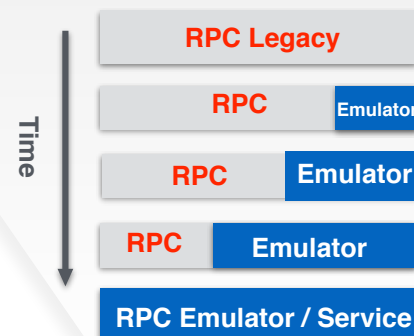 RPC Legacy
RPC Emulator
RPC Emulator
RPC Emulator
RPC Emulator / Service
Time